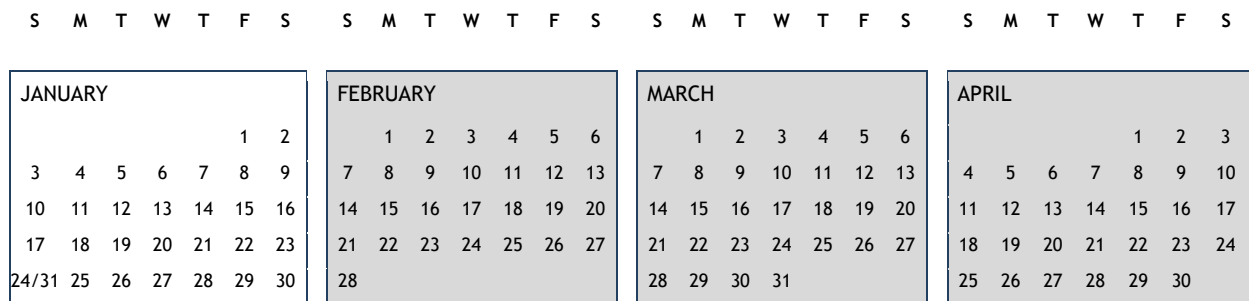 S M T W T F S S M T W T F S S M T W T F S S M T W T F S
JANUARY
1 2
3 4 5 6 7 8 9
10 11 12 13 14 15 16
17 18 19 20 21 22 23
24/31 25 26 27 28 29 30
FEBRUARY
1 2 3 4 5 6
7 8 9 10 11 12 13
14 15 16 17 18 19 20
21 22 23 24 25 26 27
28
MARCH
1 2 3 4 5 6
7 8 9 10 11 12 13
14 15 16 17 18 19 20
21 22 23 24 25 26 27
28 29 30 31
APRIL
1 2 3
4 5 6 7 8 9 10
11 12 13 14 15 16 17
18 19 20 21 22 23 24
25 26 27 28 29 30